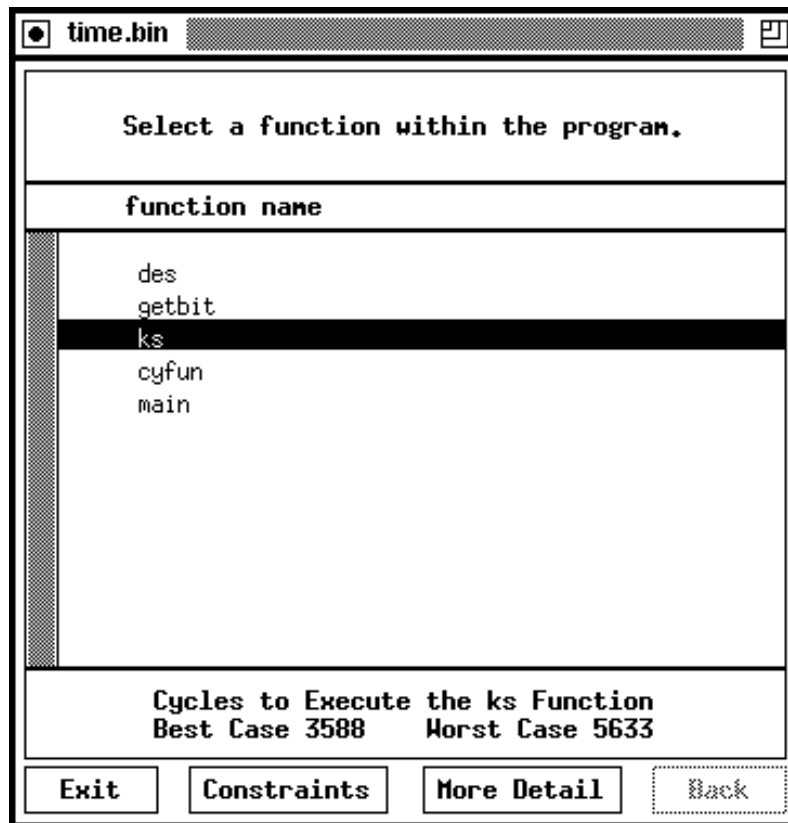 time.bin
Select a function within the program.
function name
des
getbit
ks
cyfun
main
Cycles to Execute the ks Function
Best Case 3588 Worst Case 5633
Exit Constraints More Detail Back